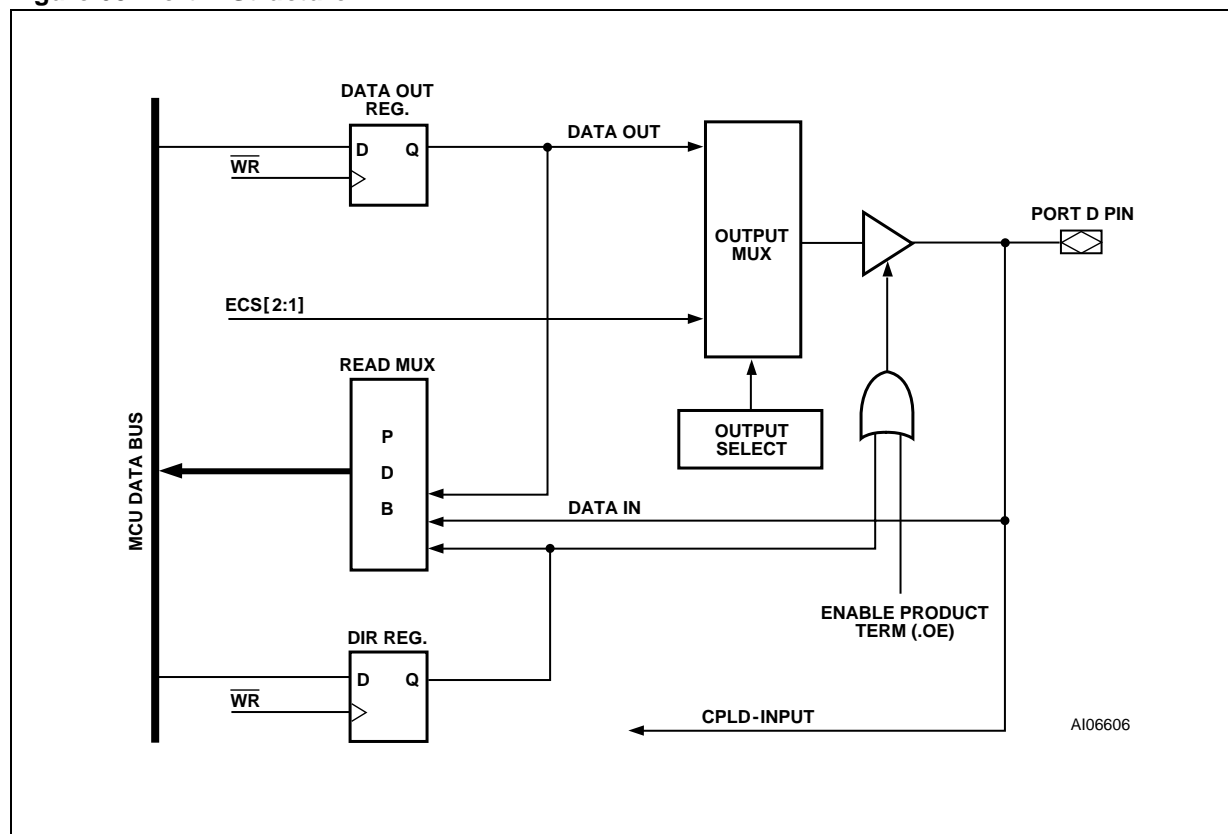 DATA OUT
REG.
D Q
WR
DATA OUT
OUTPUT
MUX
PORT D PIN
ECS[2:1]
READ MUX
P
D
B
OUTPUT
SELECT
MCU DATA BUS
DATA IN
ENABLE PRODUCT
TERM (.OE)
DIR REG.
D Q
WR
CPLD-INPUT
AI06606